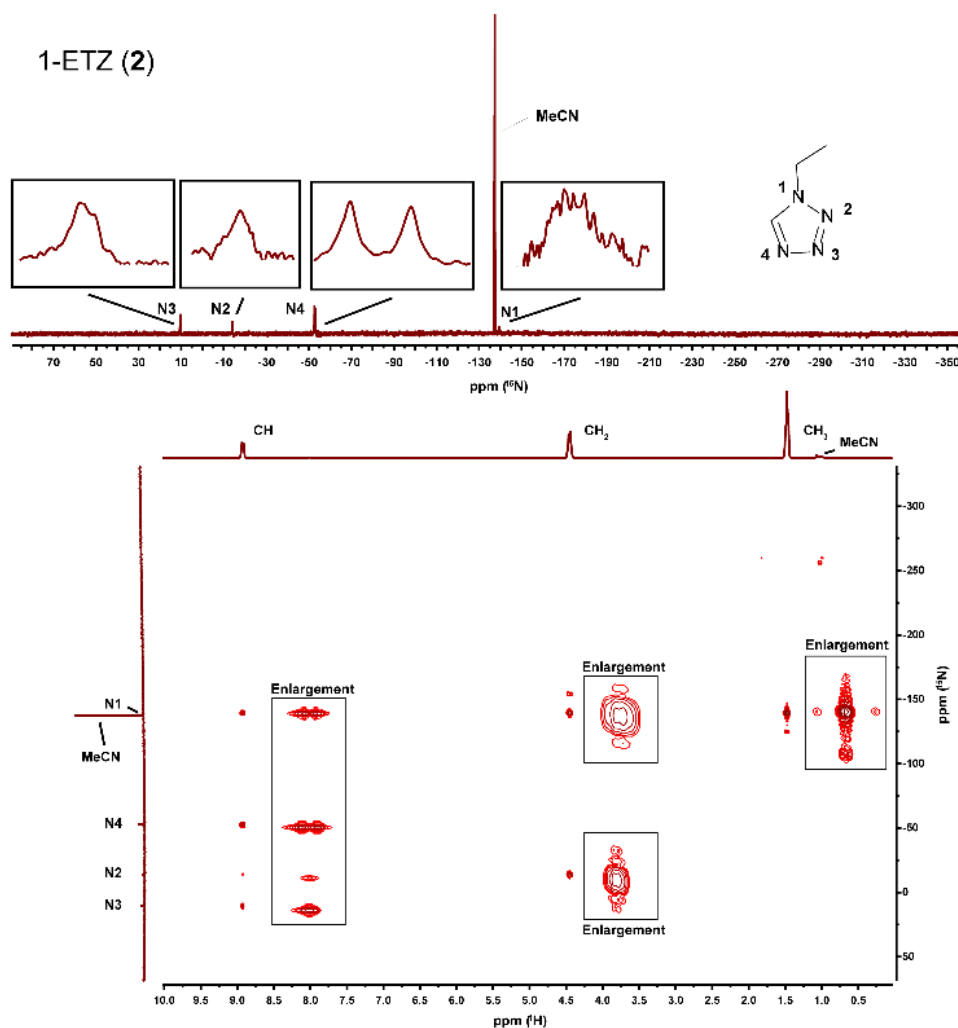 1-ETZ (2)
MeCN
N3
N2
N4
N1
1
N
N
2
4
N
N
3
70 50 30 10 -10 -30 -50 -70 -90 -110 -130 -150 -170 -190 -210 -230 -250 -270 -290 -310 -330 -350
ppm (¹⁵N)
CH
CH₂
CH₃
MeCN
N1
MeCN
N4
N2
N3
Enlargement
Enlargement
Enlargement
Enlargement
-300
-250
-200
-150
-100
-50
0
50
ppm (¹⁵N)
10.0 9.5 9.0 8.5 8.0 7.5 7.0 6.5 6.0 5.5 5.0 4.5 4.0 3.5 3.0 2.5 2.0 1.5 1.0 0.5
ppm (¹H)